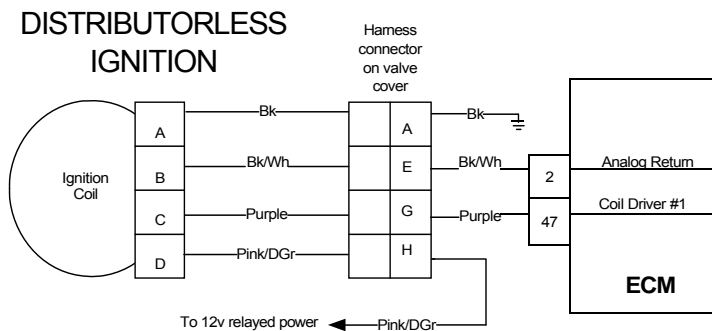 DISTRIBUTORLESS
IGNITION
Harness
connector
on valve
cover
Ignition
Coil
A
Bk
A
Bk
B
Bk/Wh
E
Bk/Wh
2
Analog Return
C
Purple
G
Purple
47
Coil Driver #1
D
Pink/DGr
H
ECM
To 12v relayed power
Pink/DGr